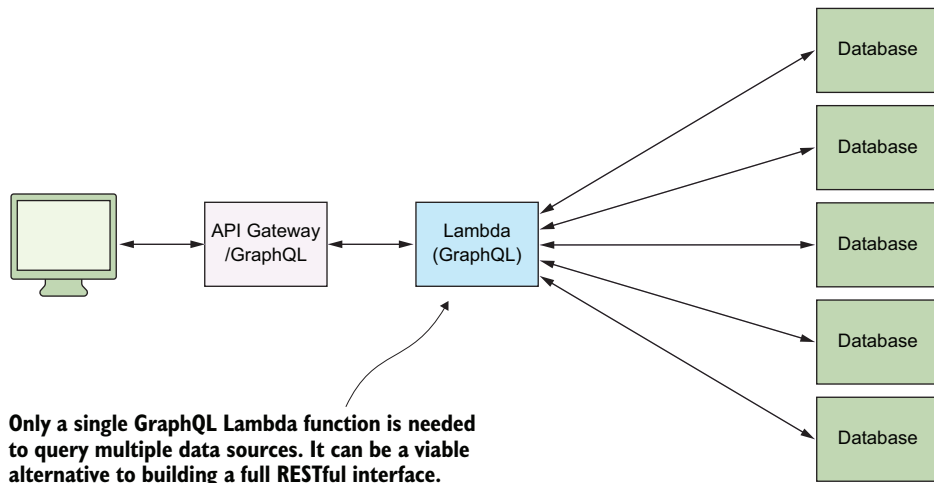 Database
Database
API Gateway
/GraphQL
Lambda
(GraphQL)
Database
Database
Database
Only a single GraphQL Lambda function is needed
to query multiple data sources. It can be a viable
alternative to building a full RESTful interface.